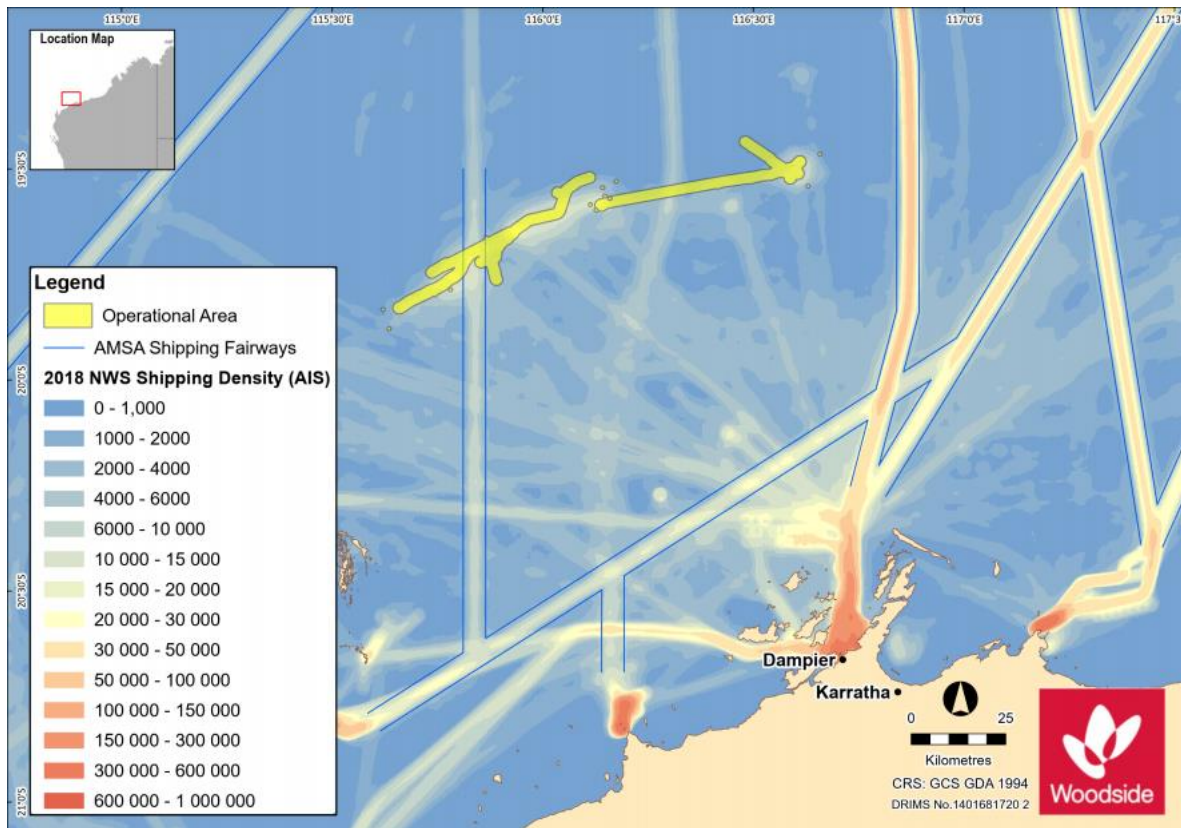 115°0'E
115°30'E
116°0'E
116°30'E
117°0'E
Location Map
19°30'S
20°0'S
20°30'S
21°0'S
Legend
Operational Area
AMSA Shipping Fairways
2018 NWS Shipping Density (AIS)
0 - 1,000
1000 - 2000
2000 - 4000
4000 - 6000
6000 - 10 000
10 000 - 15 000
15 000 - 20 000
20 000 - 30 000
30 000 - 50 000
50 000 - 100 000
100 000 - 150 000
150 000 - 300 000
300 000 - 600 000
600 000 - 1 000 000
Dampier
Karratha
0 25
Kilometres
CRS: GCS GDA 1994
DRIMS No.1401681720 2
Woodside